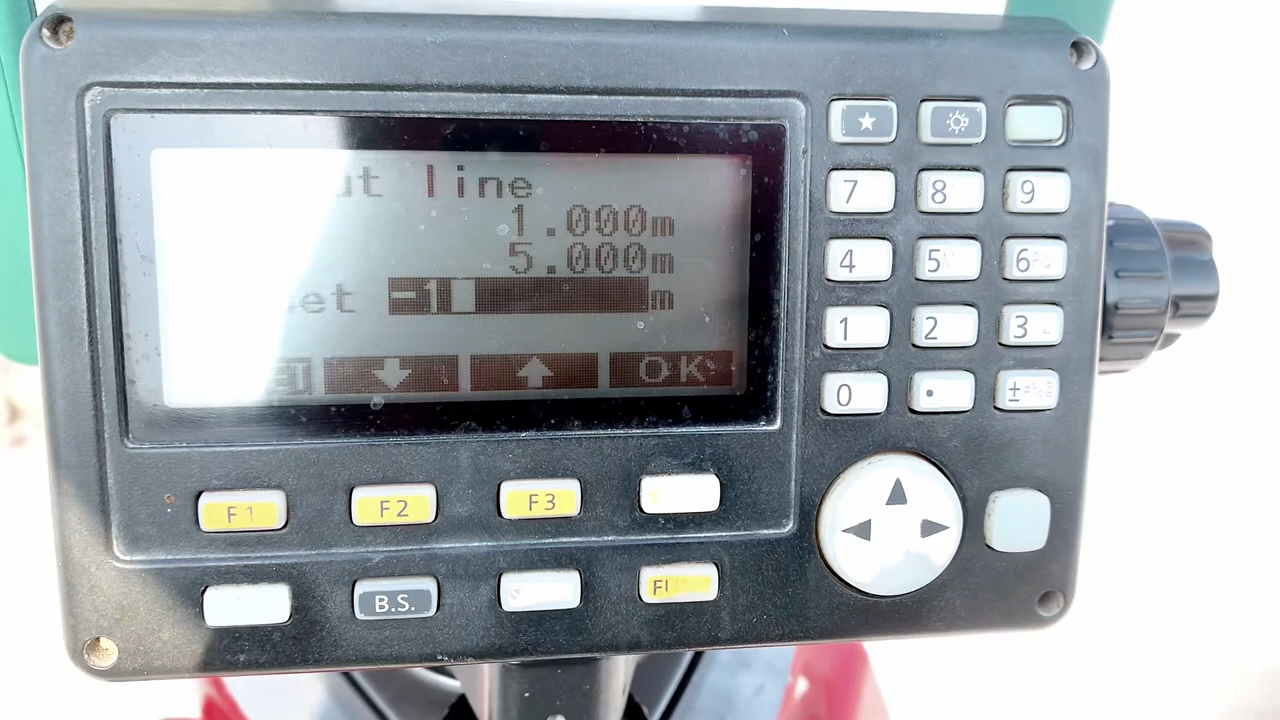 ut line
1.000m
5.000m
et -1 m
OK
7 8 9
4 5 6
1 2 3
0 . ±#%@
F1 F2 F3
B.S.